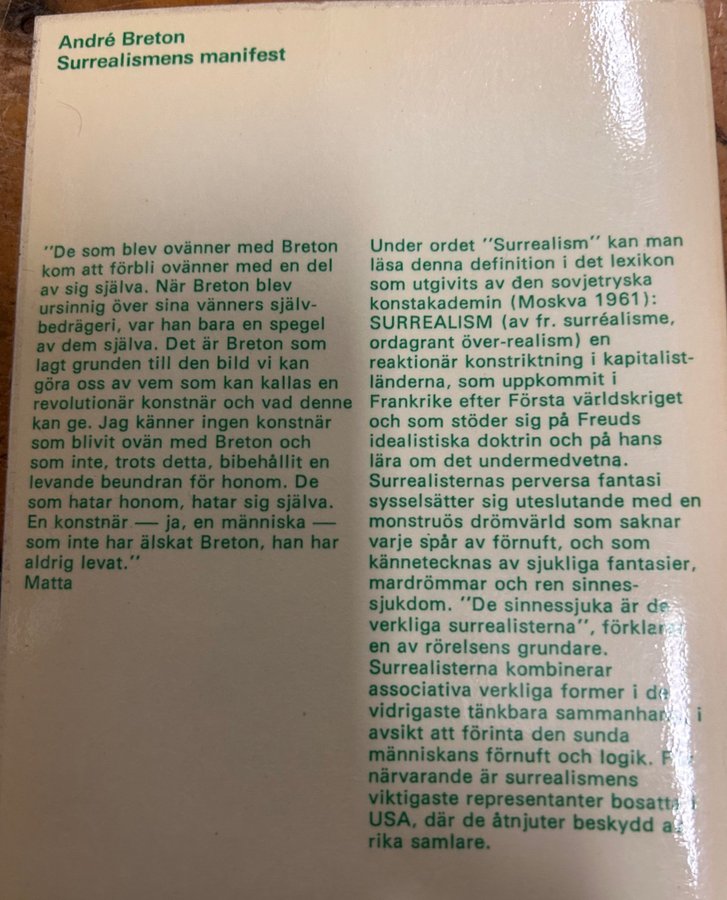 André Breton
Surrealismens manifest
"De som blev ovänner med Breton
kom att förbli ovänner med en del
av sig själva. När Breton blev
ursinnig över sina vänners själv-
bedrägeri, var han bara en spegel
av dem själva. Det är Breton som
lagt grunden till den bild vi kan
göra oss av vem som kan kallas en
revolutionär konstnär och vad denne
kan ge. Jag känner ingen konstnär
som blivit ovän med Breton och
som inte, trots detta, bibehållit en
levande beundran för honom. De
som hatar honom, hatar sig själva.
En konstnär — ja, en människa —
som inte har älskat Breton, han har
aldrig levat."
Matta
Under ordet "Surrealism" kan man
läsa denna definition i det lexikon
som utgivits av den sovjetryska
konstakademin (Moskva 1961):
SURREALISM (av fr. surréalisme,
ordagrant över-realism) en
reaktionär konstriktning i kapitalist-
länderna, som uppkommit i
Frankrike efter Första världskriget
och som stöder sig på Freuds
idealistiska doktrin och på hans
lära om det undermedvetna.
Surrealisternas perversa fantasi
sysselsätter sig uteslutande med en
monstruös drömvärld som saknar
varje spår av förnuft, och som
kännetecknas av sjukliga fantasier,
mardrömmar och ren sinnes-
sjukdom. "De sinnessjuka är de
verkliga surrealisterna", förklarar
en av rörelsens grundare.
Surrealisterna kombinerar
associativa verkliga former i de
vidrigaste tänkbara sammanhang i
avsikt att förinta den sunda
människans förnuft och logik.
närvarande är surrealismens
viktigaste representanter bosatta i
USA, där de åtnjuter beskydd av
rika samlare.